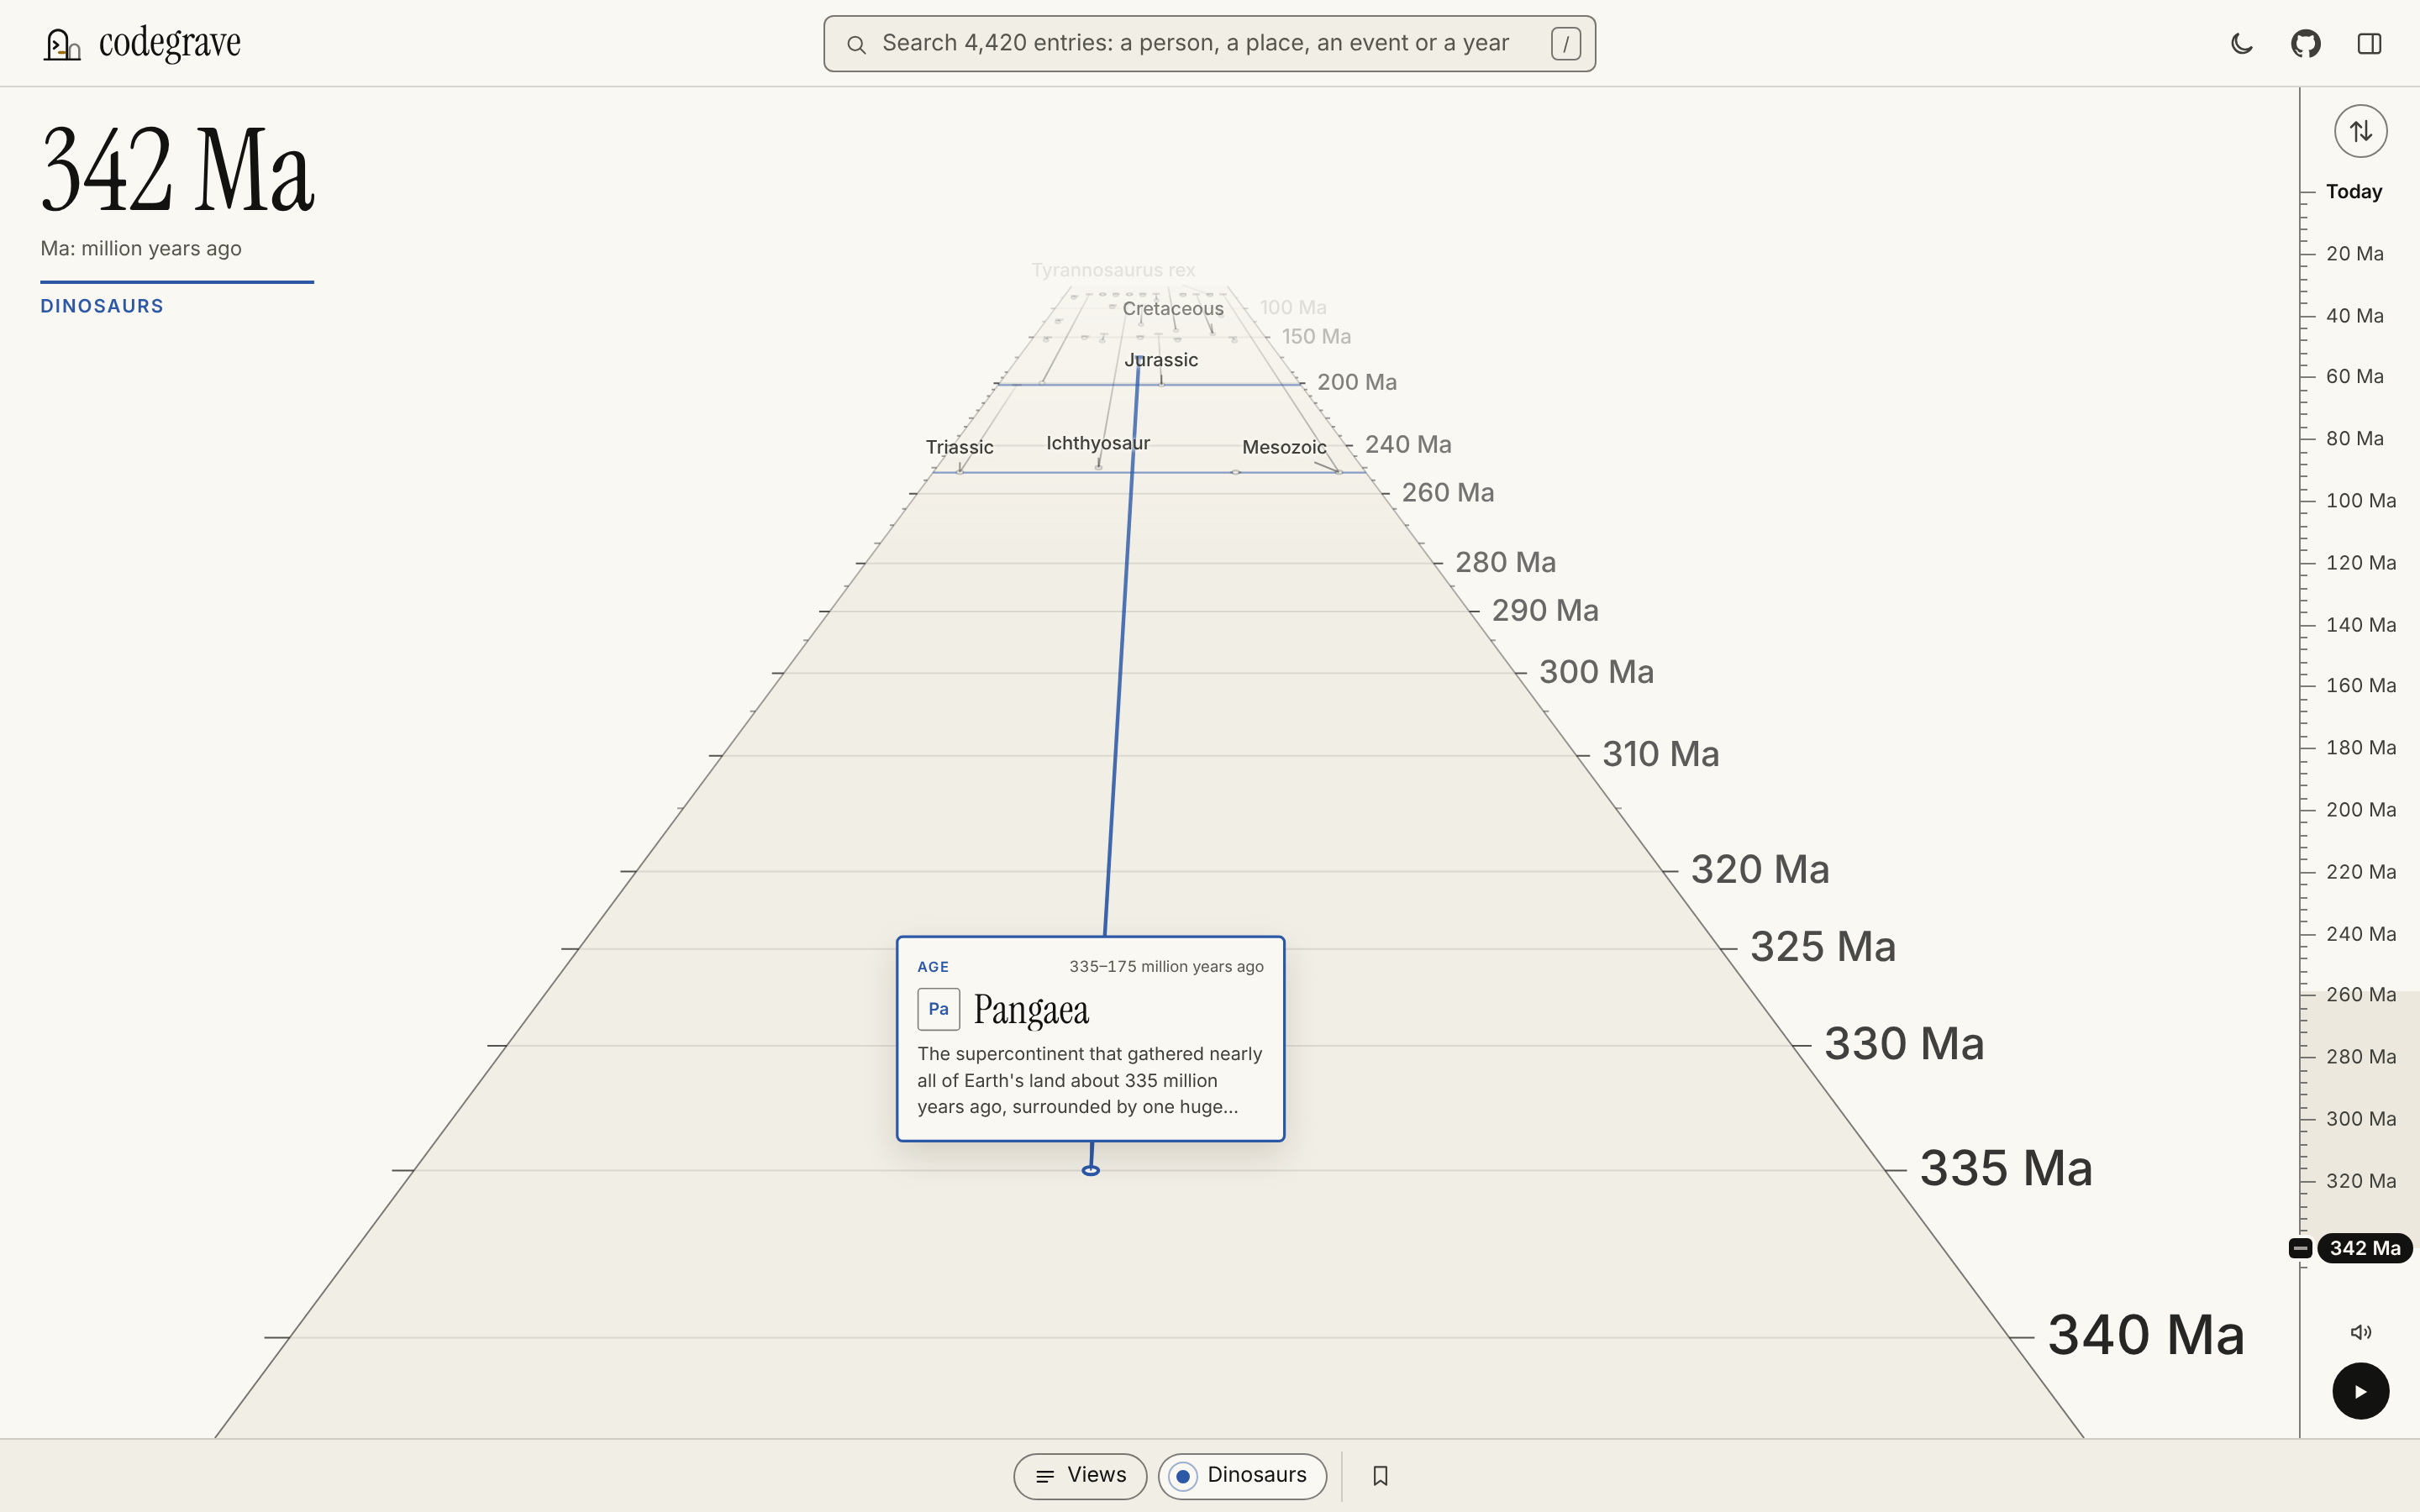 codegrave
Search 4,420 entries: a person, a place, an event or a year
/
342 Ma
Ma: million years ago
DINOSAURS
Tyrannosaurus rex
Cretaceous
100 Ma
150 Ma
Jurassic
200 Ma
Triassic
Ichthyosaur
Mesozoic
240 Ma
260 Ma
280 Ma
290 Ma
300 Ma
310 Ma
320 Ma
325 Ma
330 Ma
335 Ma
340 Ma
AGE
335–175 million years ago
Pa
Pangaea
The supercontinent that gathered nearly
all of Earth's land about 335 million
years ago, surrounded by one huge...
Today
20 Ma
40 Ma
60 Ma
80 Ma
100 Ma
120 Ma
140 Ma
160 Ma
180 Ma
200 Ma
220 Ma
240 Ma
260 Ma
280 Ma
300 Ma
320 Ma
342 Ma
Views
Dinosaurs